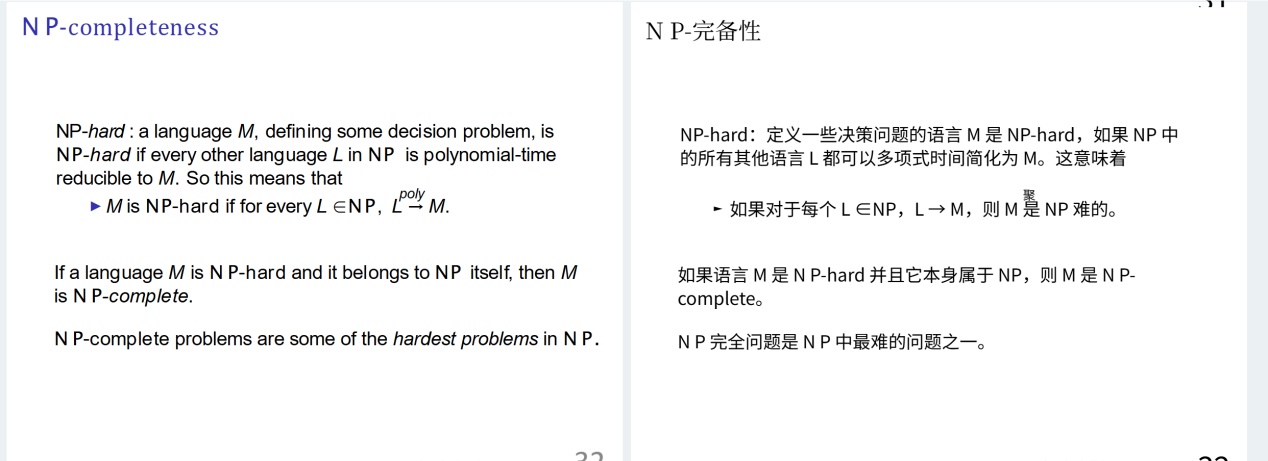 NP-completeness
NP-hard : a language M, defining some decision problem, is
NP-hard if every other language L in NP is polynomial-time
reducible to M. So this means that
► M is NP-hard if for every L ∈NP, L poly→ M.
If a language M is N P-hard and it belongs to NP itself, then M
is N P-complete.
N P-complete problems are some of the hardest problems in N P.
N P-完备性
NP-hard：定义一些决策问题的语言 M 是 NP-hard，如果 NP 中
的所有其他语言 L 都可以多项式时间简化为 M。这意味着
聚
► 如果对于每个 L ∈NP，L → M，则 M 是 NP 难的。
如果语言 M 是 N P-hard 并且它本身属于 NP，则 M 是 N P-
complete。
N P 完全问题是 N P 中最难的问题之一。